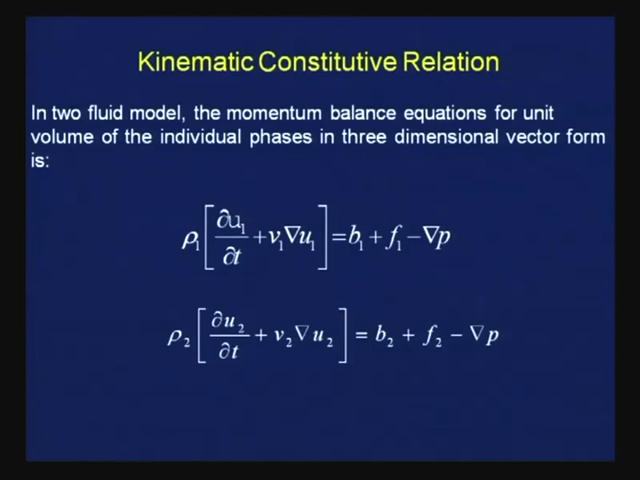 Kinematic Constitutive Relation
In two fluid model, the momentum balance equations for unit
volume of the individual phases in three dimensional vector form
is:
ρ₁[∂u₁/∂t + v₁∇u₁] = b₁ + f₁ − ∇p
ρ₂[∂u₂/∂t + v₂∇u₂] = b₂ + f₂ − ∇p